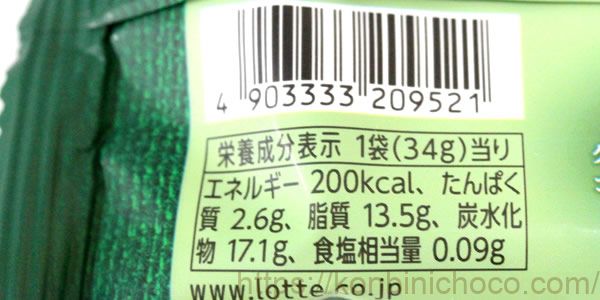 4 903333 209521
栄養成分表示 1袋(34g)当り
エネルギー 200kcal、たんぱく
質 2.6g、脂質 13.5g、炭水化
物 17.1g、食塩相当量 0.09g
www.lotte.co.jp
https://konbinichoco.com/